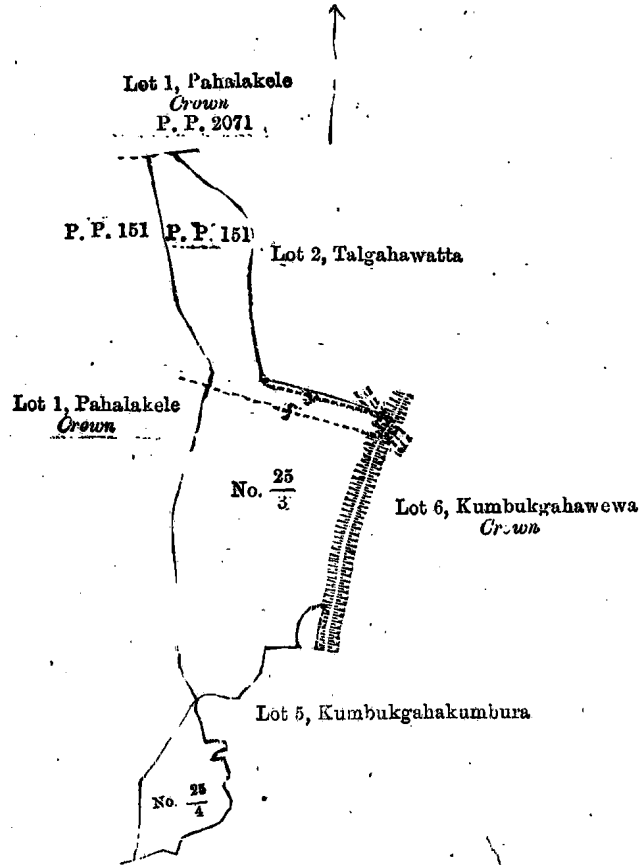 Lot 1, Pahalakele
Crown
P. P. 2071
P. P. 151
P. P. 151
Lot 2, Talgahawatta
Lot 1, Pahalakele
Crown
No. 25/3
Lot 6, Kumbukgahawewa
Crown
Lot 5, Kumbukgahakumbura
No. 25/4